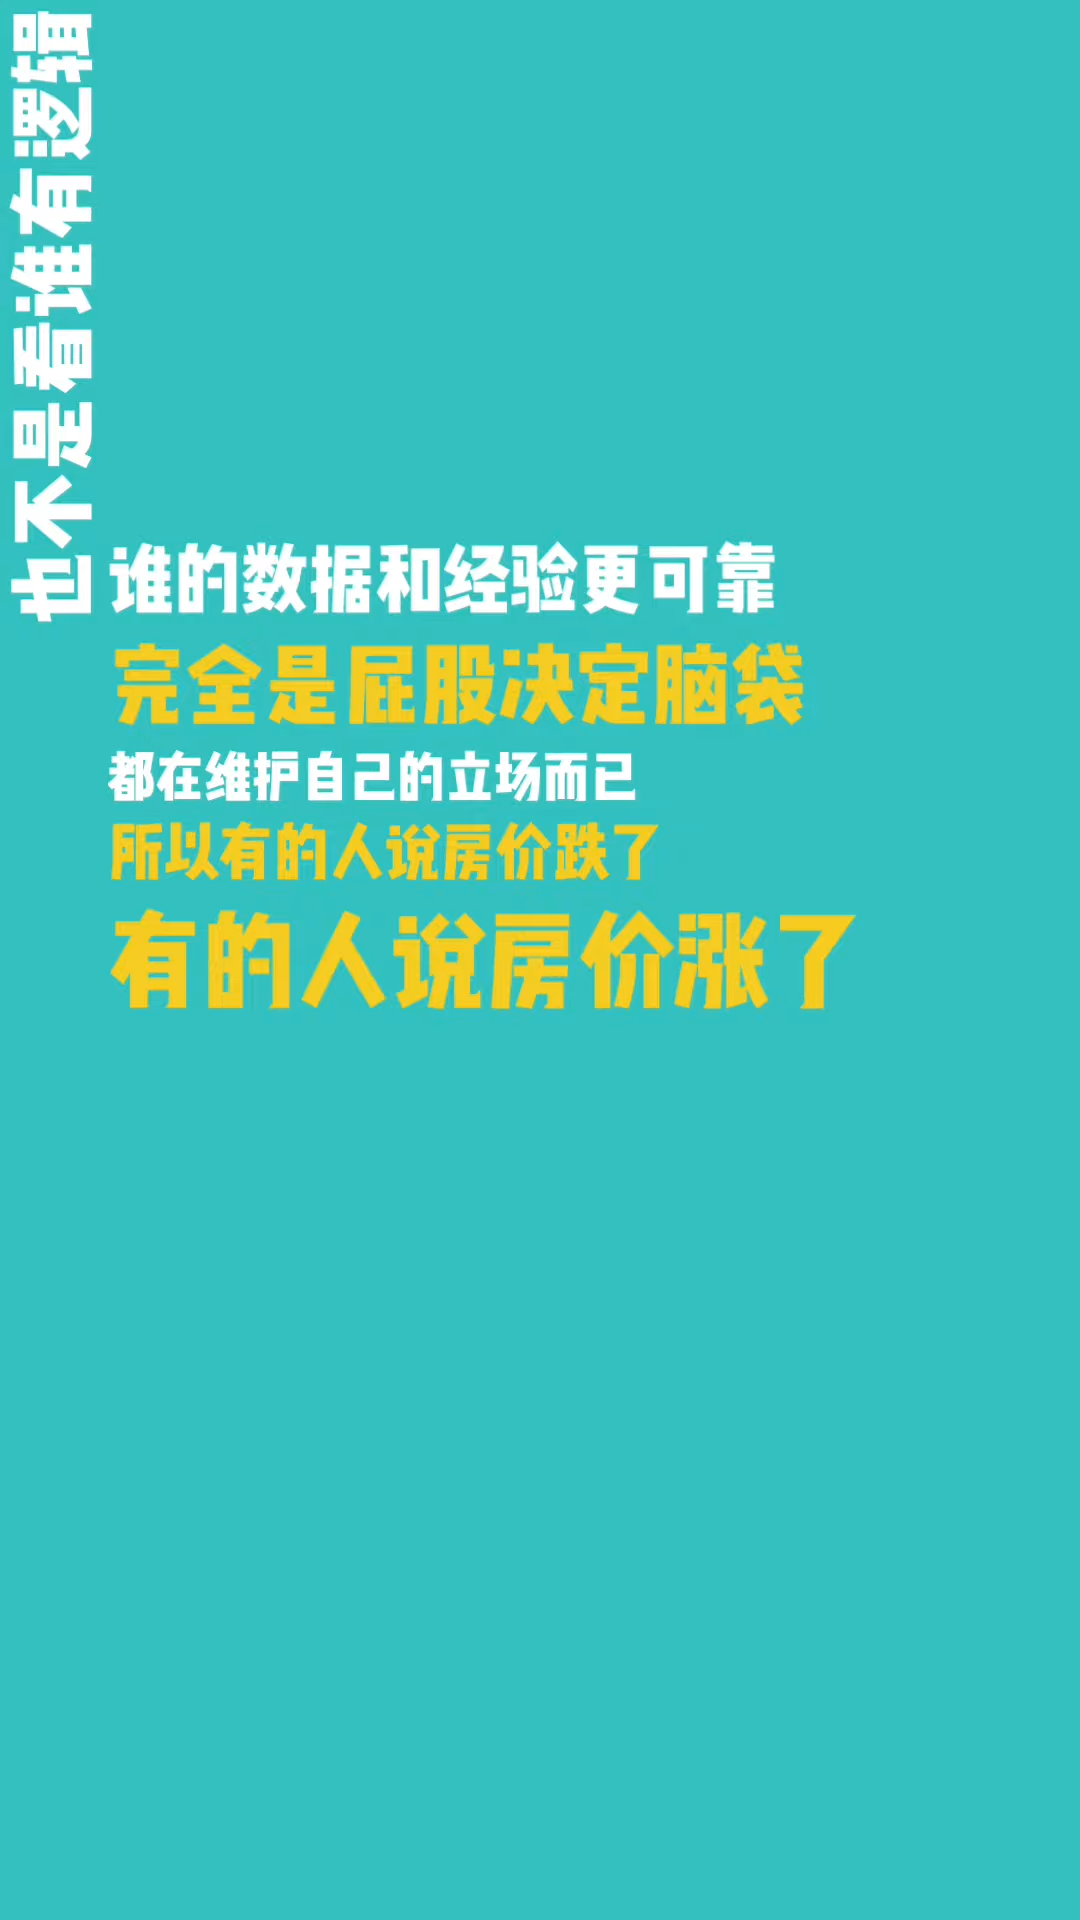 也不是看谁有逻辑
谁的数据和经验更可靠
完全是屁股决定脑袋
都在维护自己的立场而已
所以有的人说房价跌了
有的人说房价涨了